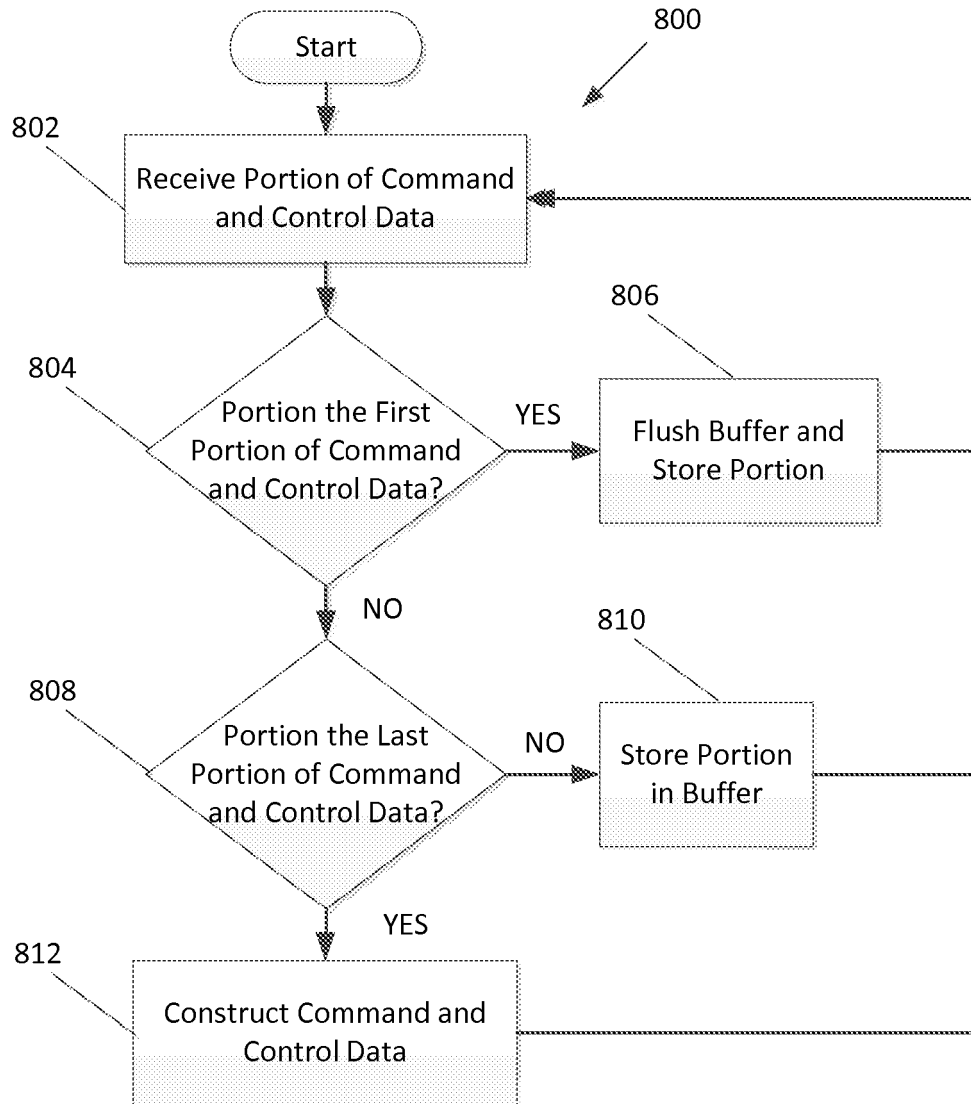 Start
800
802
Receive Portion of Command
and Control Data
806
804
Portion the First
Portion of Command
and Control Data?
YES
Flush Buffer and
Store Portion
NO
810
808
Portion the Last
Portion of Command
and Control Data?
NO
Store Portion
in Buffer
YES
812
Construct Command and
Control Data